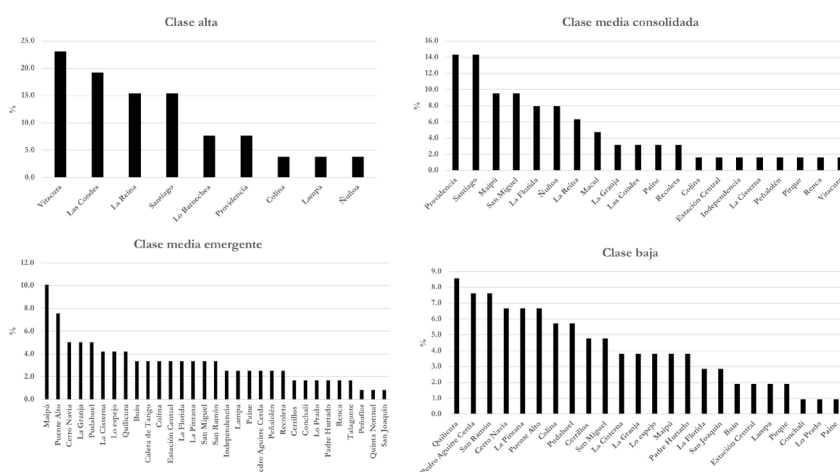 Clase alta
%
25.0
20.0
15.0
10.0
5.0
0.0
Vitacura
Las Condes
La Reina
Santiago
Lo Barnechea
Providencia
Colina
Lampa
Ñuñoa
Clase media consolidada
%
16.0
14.0
12.0
10.0
8.0
6.0
4.0
2.0
0.0
Providencia
Santiago
Maipú
San Miguel
La Florida
Ñuñoa
La Reina
Macul
La Granja
Las Condes
Paine
Recoleta
Colina
Estación Central
Independencia
La Cisterna
Peñalolén
Pirque
Renca
Vitacura
Clase media emergente
%
12.0
10.0
8.0
6.0
4.0
2.0
0.0
Maipú
Puente Alto
Cerro Navia
La Granja
Pudahuel
La Cisterna
Lo espejo
Quilicura
Buin
Calera de Tango
Colina
Estación Central
La Florida
La Pintana
San Miguel
San Ramón
Independencia
Lampa
Paine
edro Aguirre Cerda
Peñalolén
Recoleta
Cerrillos
Conchalí
Lo Prado
Padre Hurtado
Renca
Talagante
Peñaflor
Quinta Normal
San Joaquín
Clase baja
%
9.0
8.0
7.0
6.0
5.0
4.0
3.0
2.0
1.0
0.0
Quilicura
Pedro Aguirre Cerda
San Ramón
Cerro Navia
La Pintana
Puente Alto
Colina
Pudahuel
Cerrillos
San Miguel
La Cisterna
La Granja
Lo espejo
Maipú
Padre Hurtado
La Florida
San Joaquín
Buin
Estación Central
Lampa
Pirque
Conchalí
Lo Prado
Paine